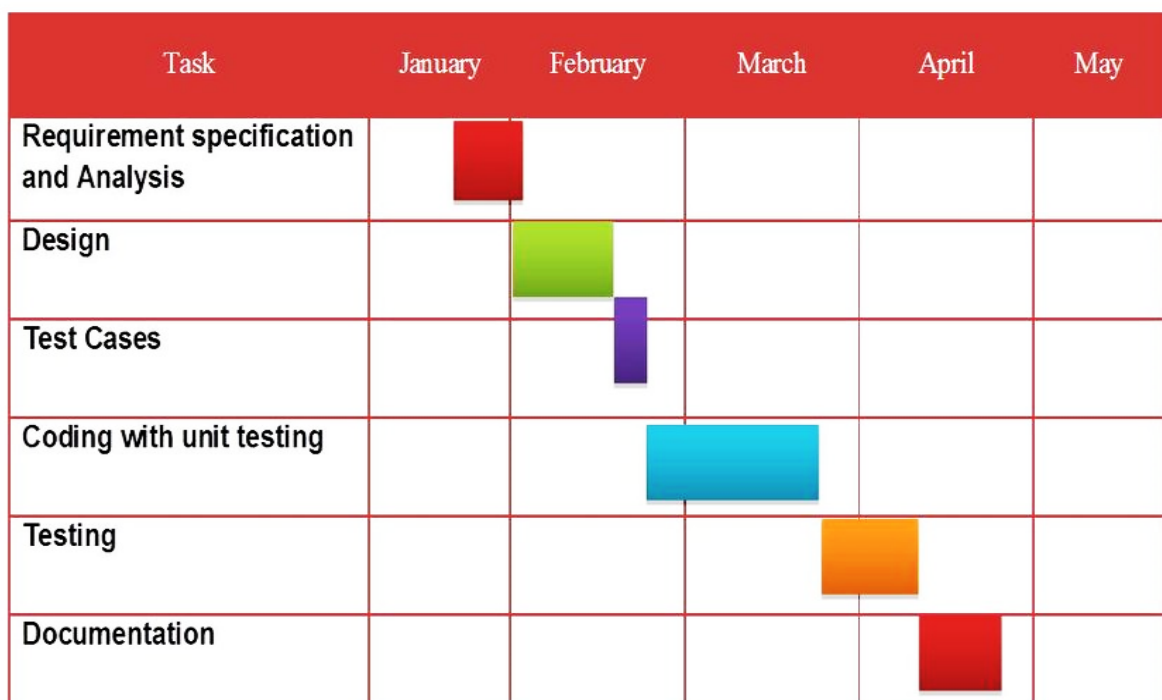 Task January February March April May
Requirement specification
and Analysis
Design
Test Cases
Coding with unit testing
Testing
Documentation